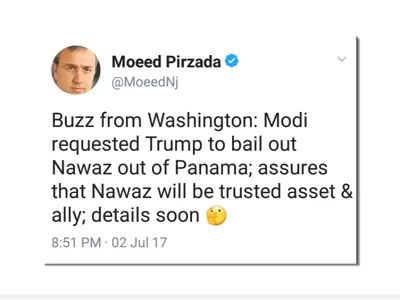 Moeed Pirzada
@MoeedNj
Buzz from Washington: Modi
requested Trump to bail out
Nawaz out of Panama; assures
that Nawaz will be trusted asset &
ally; details soon 🤔
8:51 PM · 02 Jul 17